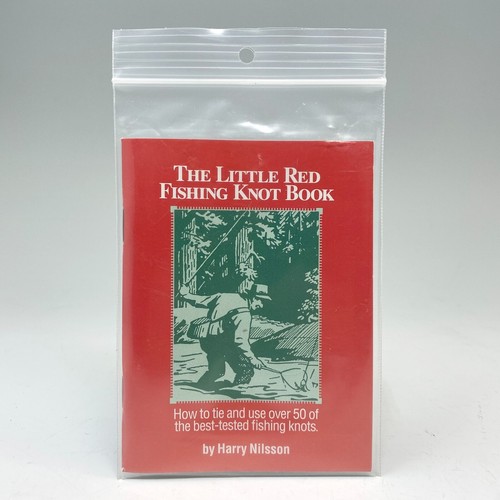 THE LITTLE RED
FISHING KNOT BOOK
How to tie and use over 50 of
the best-tested fishing knots.
by Harry Nilsson